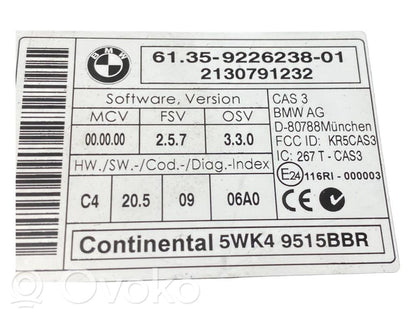 BMW
61.35-9226238-01
2130791232
Software, Version
MCV FSV OSV
00.00.00 2.5.7 3.3.0
HW./SW.-/Cod.-/Diag.-Index
C4 20.5 09 06A0
CAS 3
BMW AG
D-80788München
FCC ID: KR5CAS3
IC: 267 T - CAS3
E24 116RI - 000003
CE
Continental 5WK4 9515BBR
© Ovoko